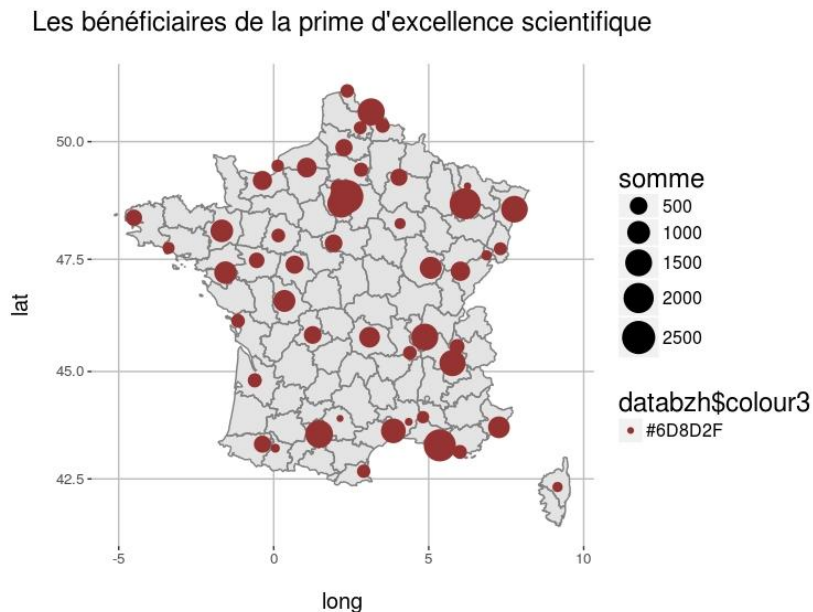 Les bénéficiaires de la prime d'excellence scientifique
50.0
47.5
45.0
42.5
lat
-5
0
5
10
long
somme
500
1000
1500
2000
2500
databzh$colour3
#6D8D2F